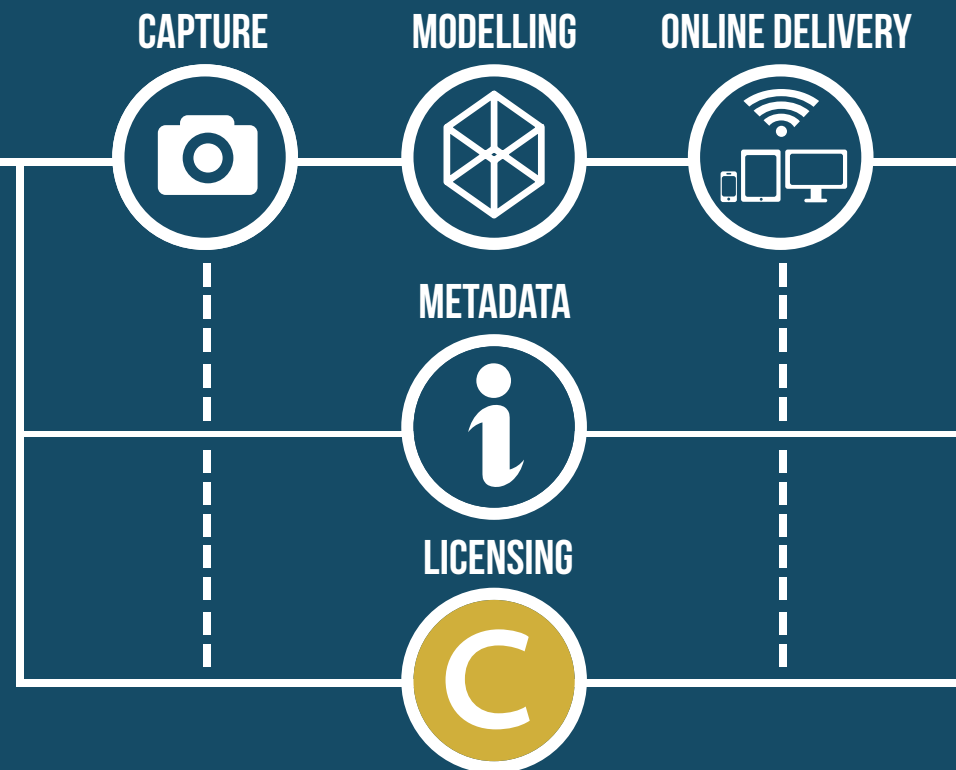 CAPTURE
MODELLING
ONLINE DELIVERY
METADATA
i
LICENSING
C